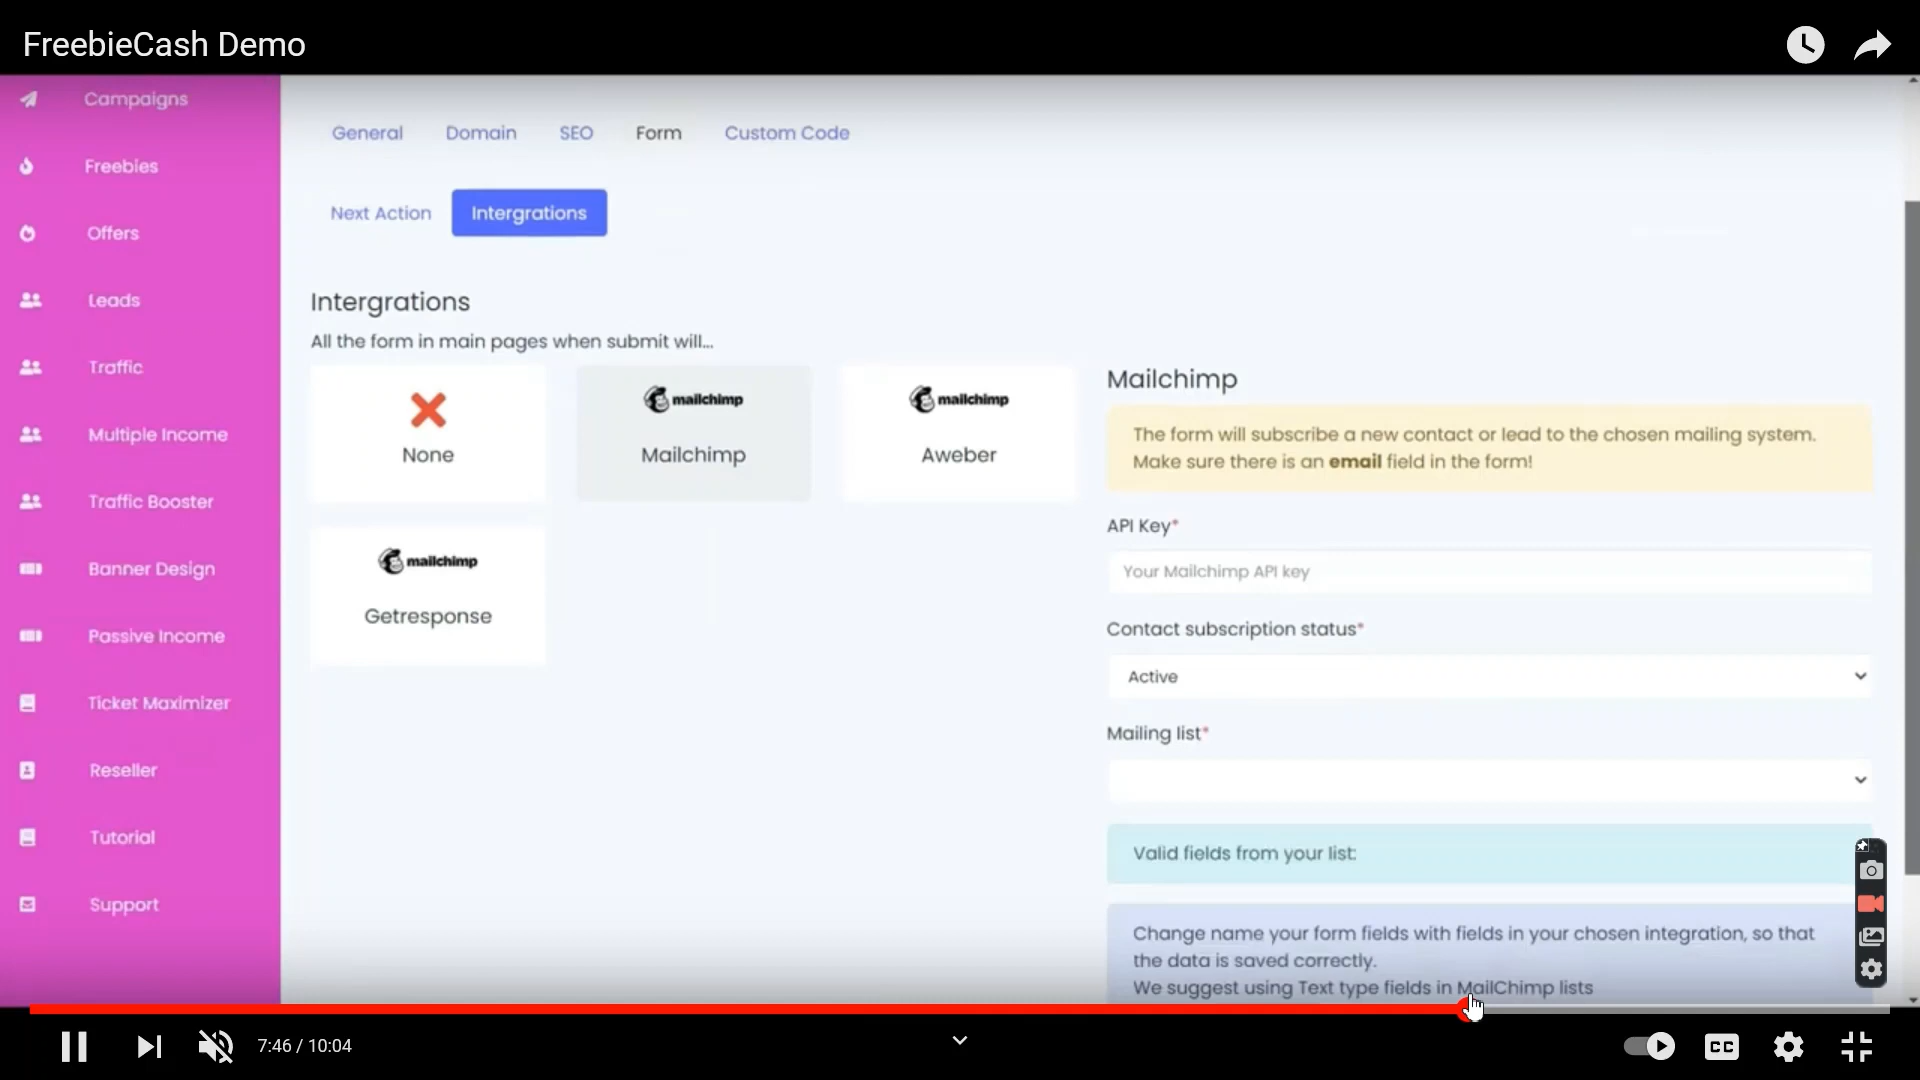 FreebieCash Demo
Campaigns
Freebies
Offers
Leads
Traffic
Multiple Income
Traffic Booster
Banner Design
Passive Income
Ticket Maximizer
Reseller
Tutorial
Support
General Domain SEO Form Custom Code
Next Action Intergrations
Intergrations
All the form in main pages when submit will...
None
mailchimp
Mailchimp
mailchimp
Aweber
mailchimp
Getresponse
Mailchimp
The form will subscribe a new contact or lead to the chosen mailing system.
Make sure there is an email field in the form!
API Key*
Your Mailchimp API key
Contact subscription status*
Active
Mailing list*
Valid fields from your list:
Change name your form fields with fields in your chosen integration, so that
the data is saved correctly.
We suggest using Text type fields in MailChimp lists
7:46 / 10:04
CC